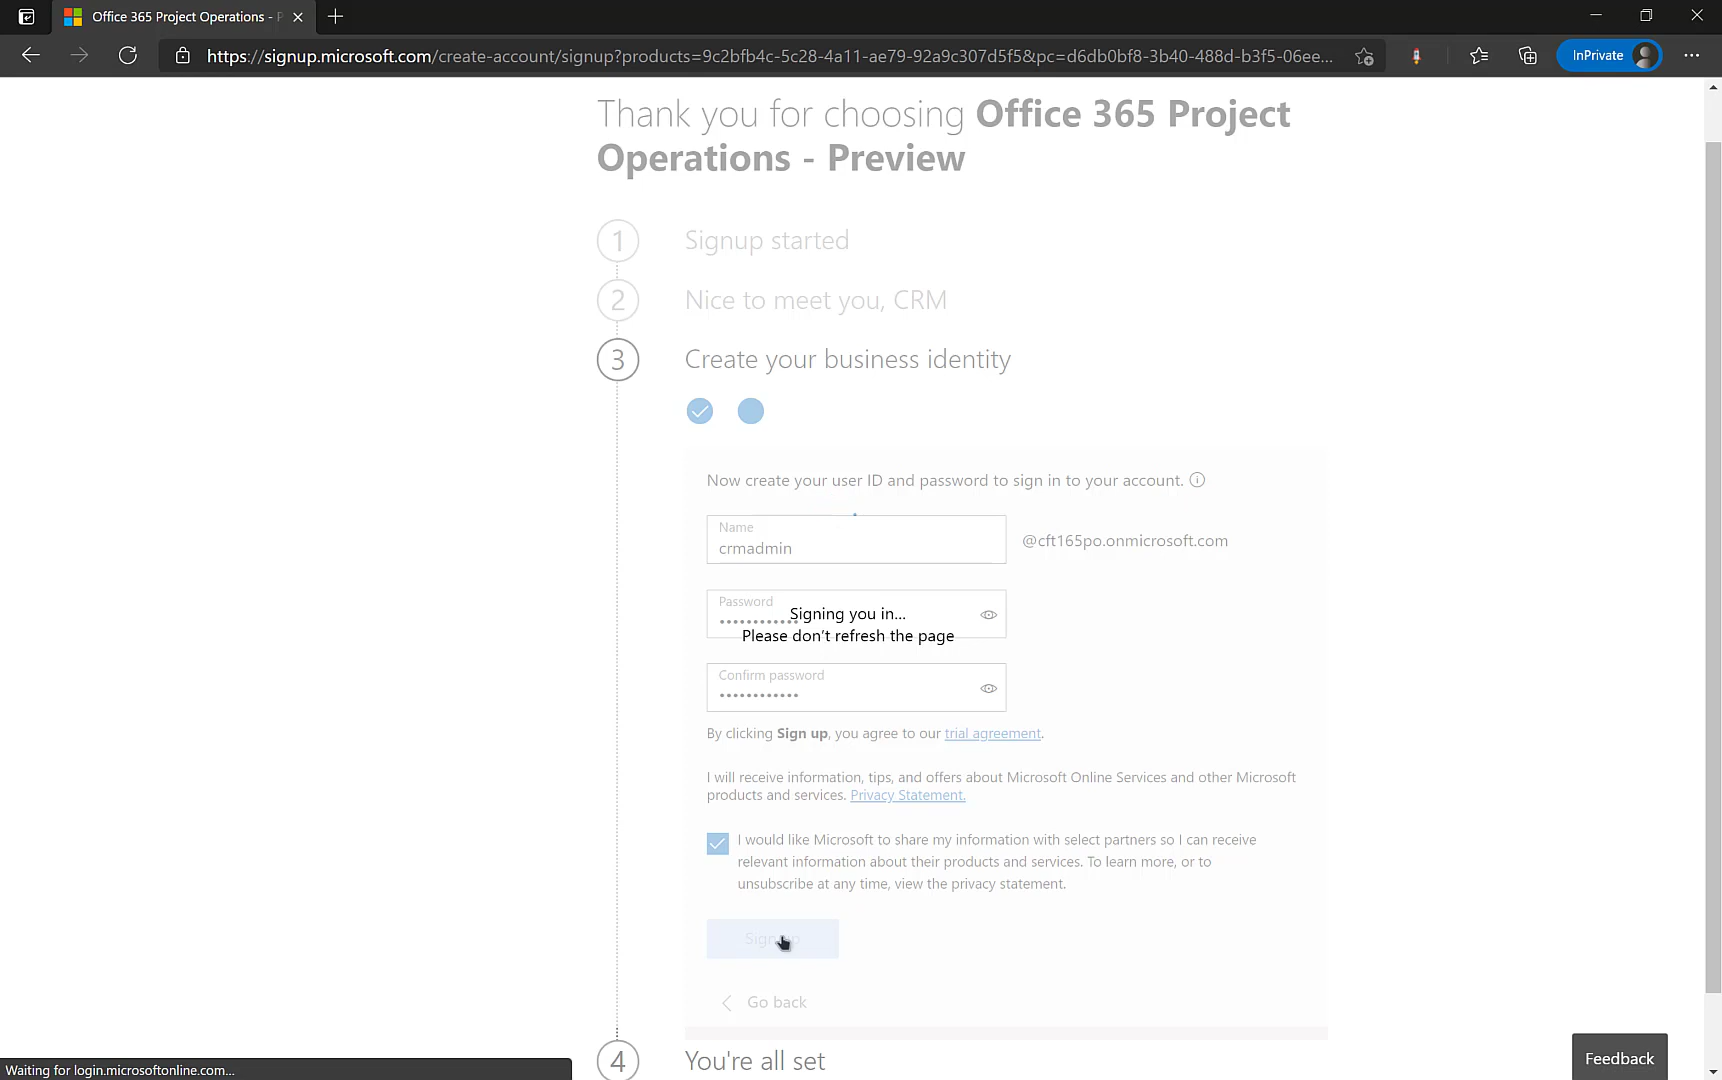 Office 365 Project Operations - P
https://signup.microsoft.com/create-account/signup?products=9c2bfb4c-5c28-4a11-ae79-92a9c307d5f5&pc=d6db0bf8-3b40-488d-b3f5-06ee...
InPrivate
Thank you for choosing Office 365 Project
Operations - Preview
1 Signup started
2 Nice to meet you, CRM
3 Create your business identity
Now create your user ID and password to sign in to your account.
Name
crmadmin
@cft165po.onmicrosoft.com
Password
Signing you in...
Please don't refresh the page
Confirm password
By clicking Sign up, you agree to our trial agreement.
I will receive information, tips, and offers about Microsoft Online Services and other Microsoft
products and services. Privacy Statement.
I would like Microsoft to share my information with select partners so I can receive
relevant information about their products and services. To learn more, or to
unsubscribe at any time, view the privacy statement.
Sign up
Go back
4 You're all set
Feedback
Waiting for login.microsoftonline.com...